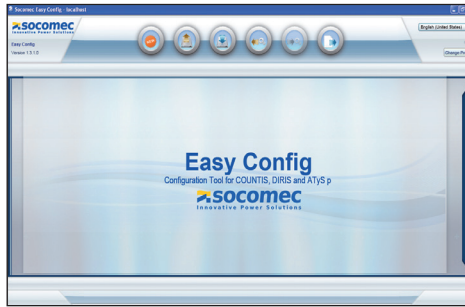 Socomec Easy Config - localhost
socomec
Innovative Power Solutions
English (United States)
Easy Config
Version 1.3.1.0
Easy Config
Configuration Tool for COUNTIS, DIRIS and ATyS p
socomec
Innovative Power Solutions